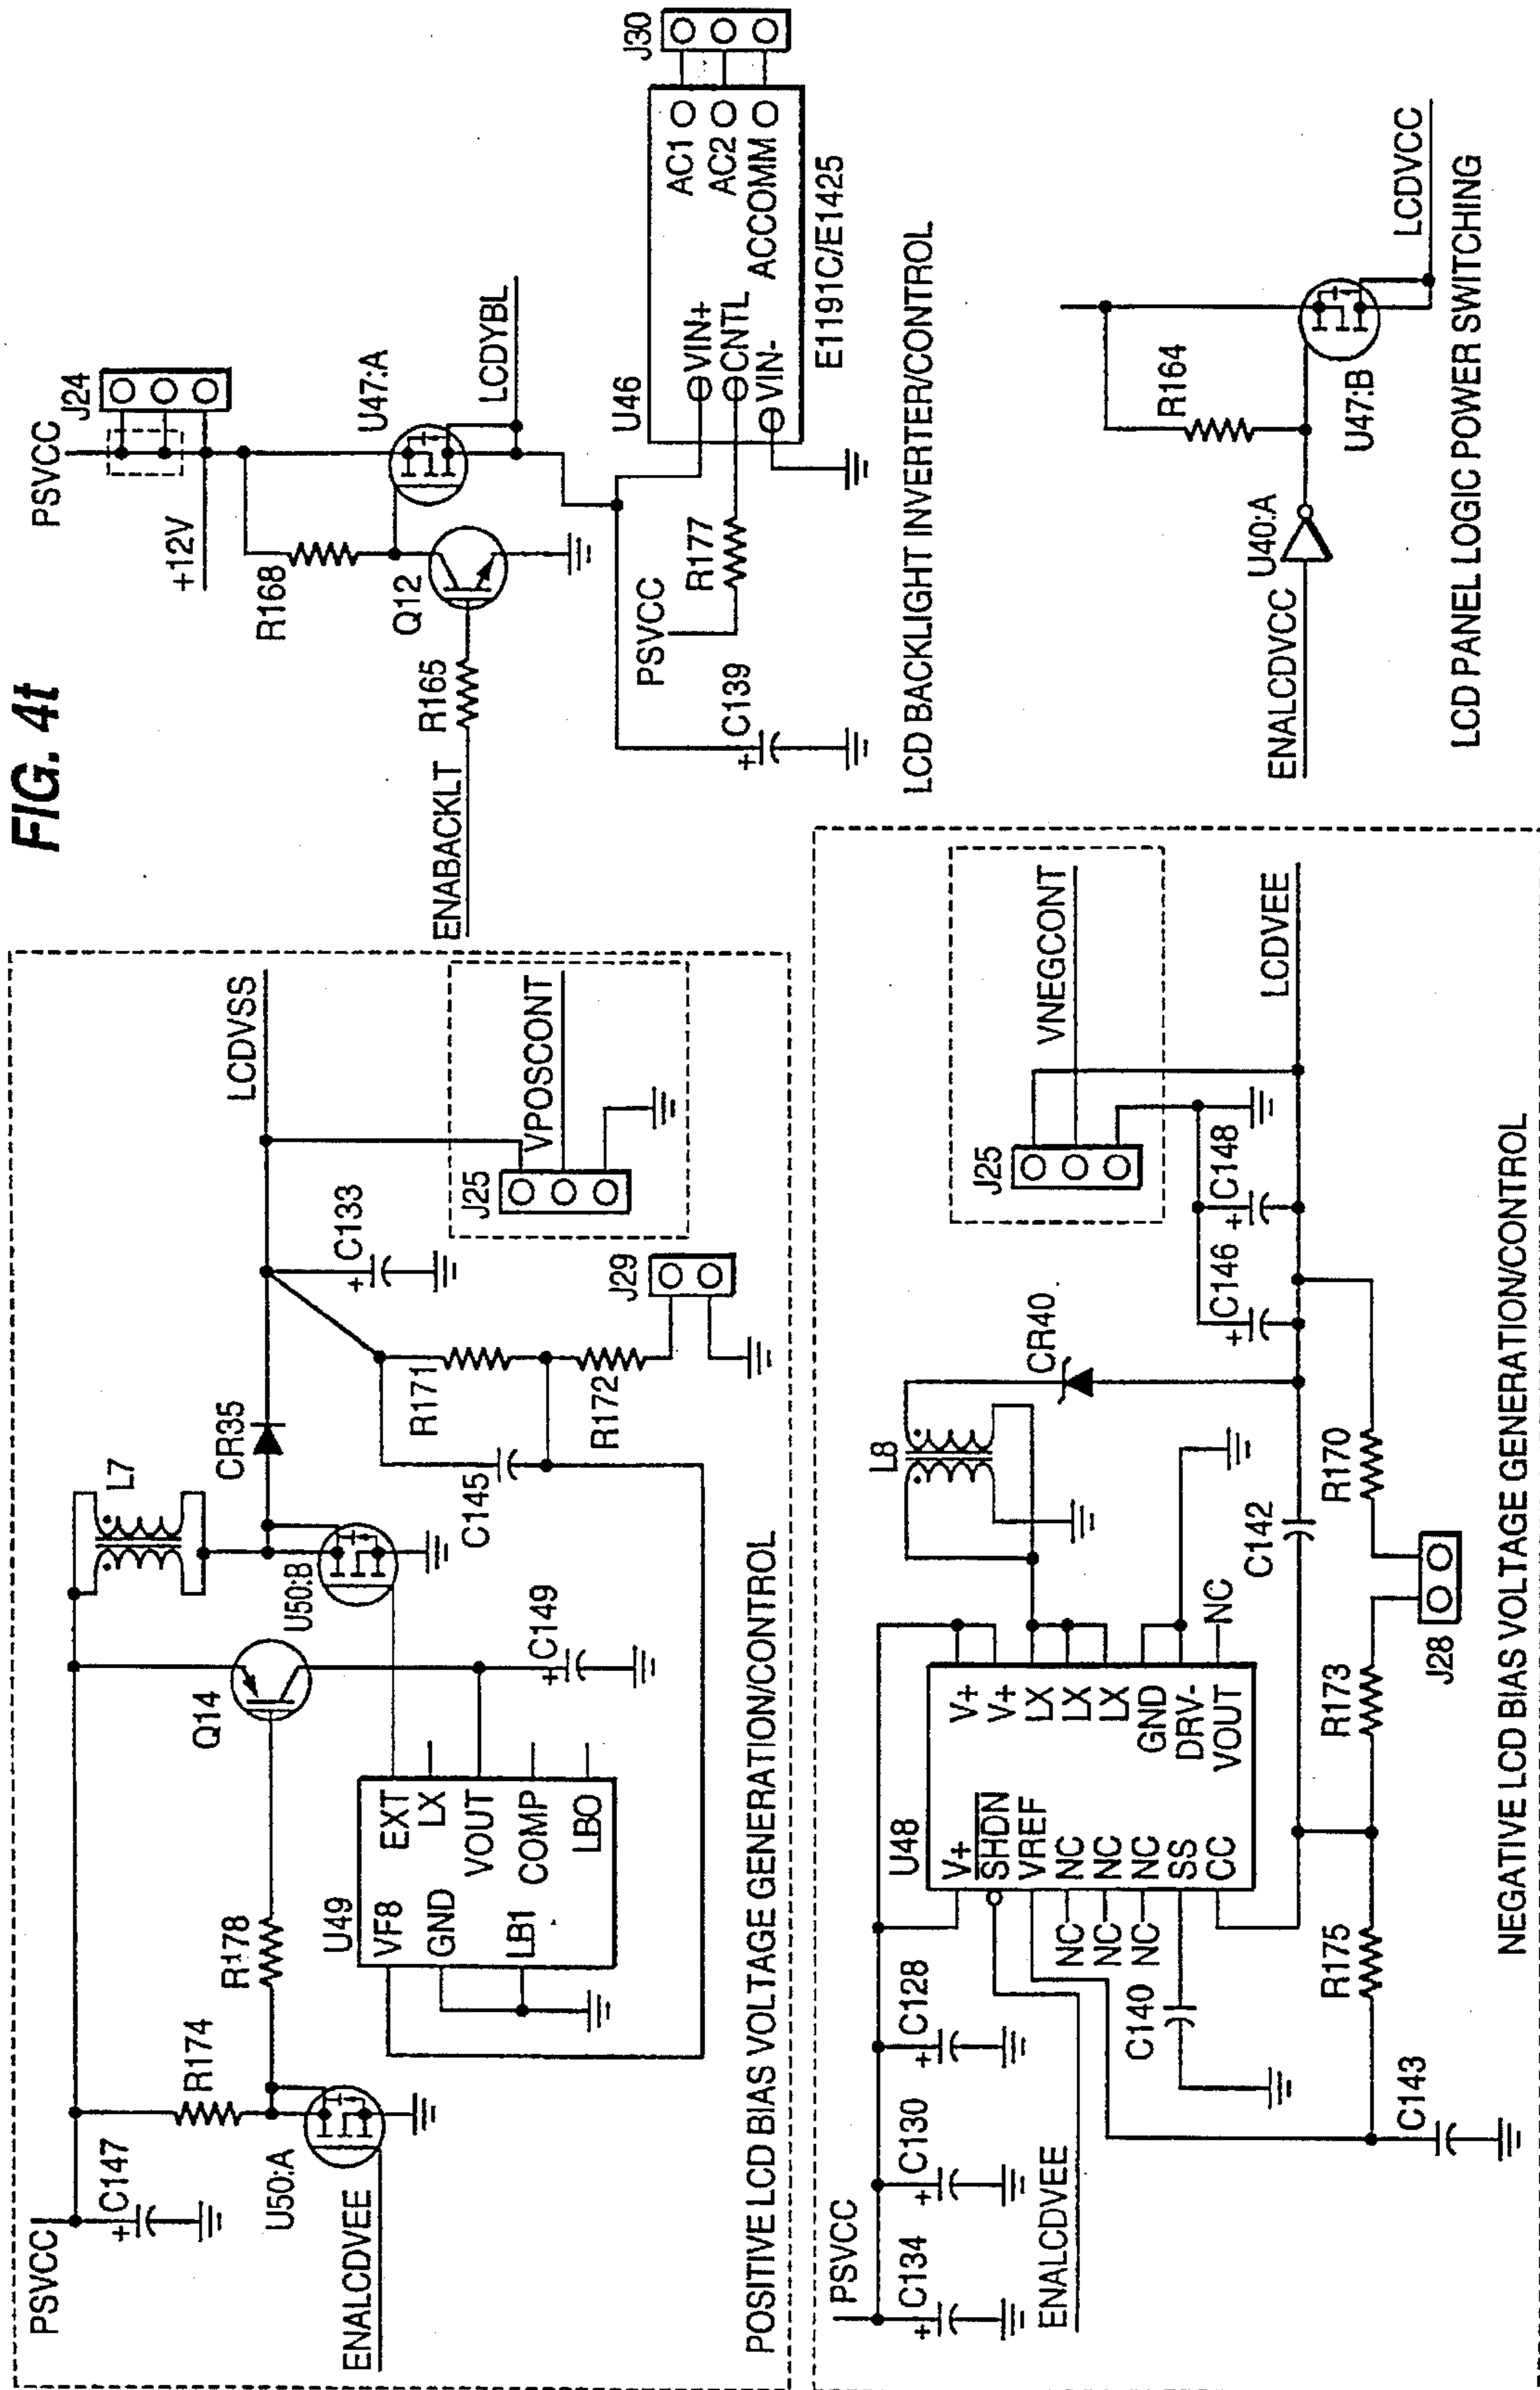 FIG. 4t
PSVCC
C147
R174
U50:A
ENALCDVEE
R178
Q14
L7
U50:B
CR35
LCDVSS
U49
VF8
GND
LB1
EXT
LX
VOUT
COMP
LBO
C149
C145
R171
R172
C133
J29
J25
VPOSCONT
POSITIVE LCD BIAS VOLTAGE GENERATION/CONTROL
PSVCC
J24
+12V
R168
U47:A
Q12
LCDYBL
R165
ENABACKLT
PSVCC
R177
C139
U46
VIN+
CNTL
VIN-
AC1
AC2
ACCOMM
J30
E1191C/E1425
LCD BACKLIGHT INVERTER/CONTROL
PSVCC
C134
C130
C128
ENALCDVEE
U48
V+
SHDN
VREF
NC
NC
NC
SS
CC
NC
NC
NC
V+
V+
LX
LX
LX
GND
DRV-
VOUT
NC
C140
C143
R175
R173
J28
R170
C142
L8
CR40
C146
C148
J25
VNEGCONT
LCDVEE
NEGATIVE LCD BIAS VOLTAGE GENERATION/CONTROL
ENALCDVCC
U40:A
R164
U47:B
LCDVCC
LCD PANEL LOGIC POWER SWITCHING